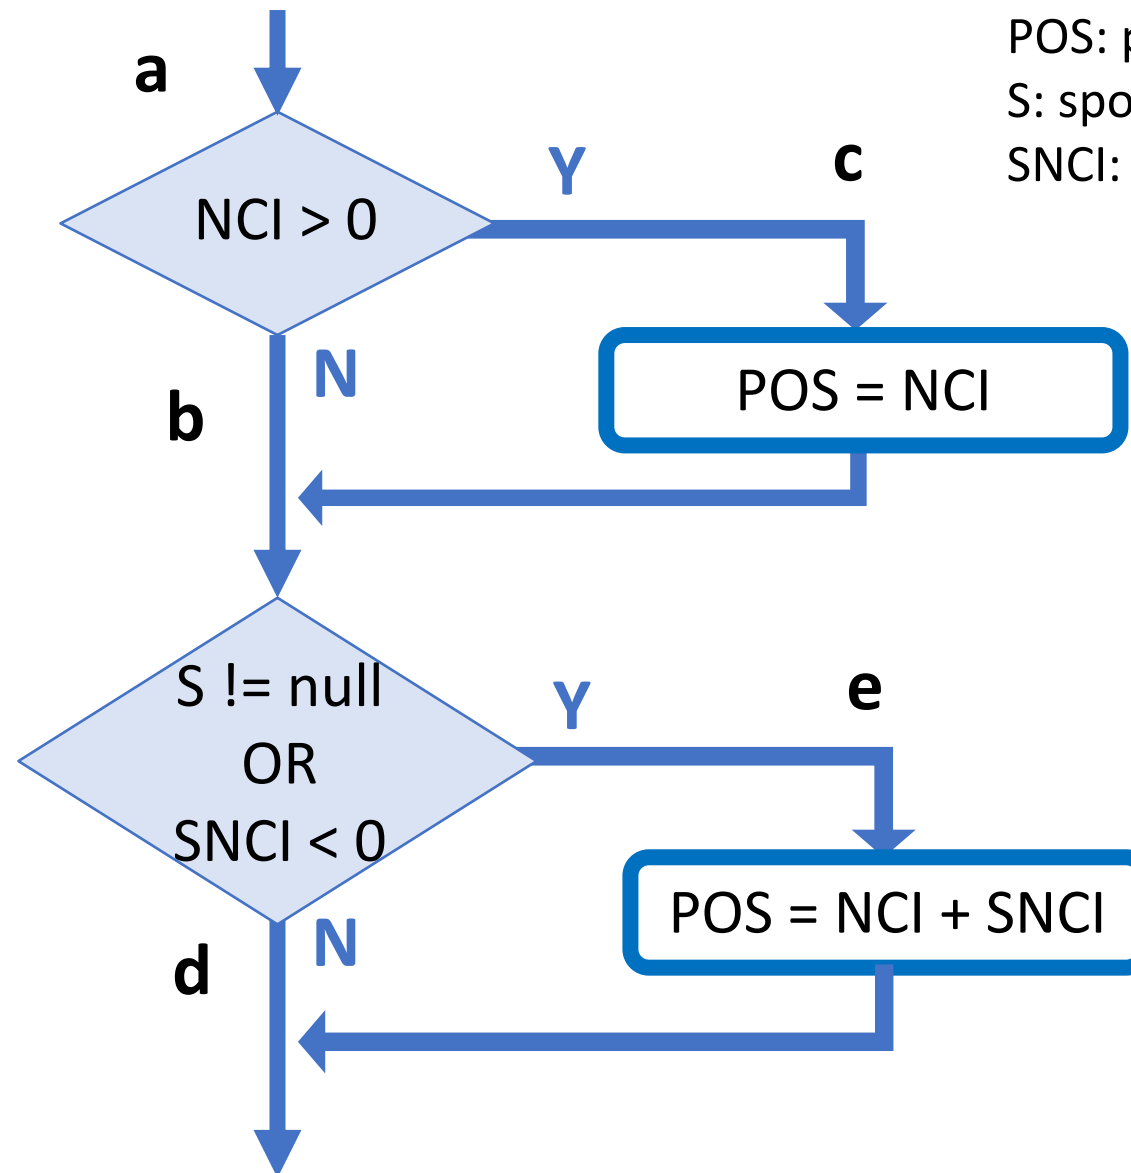 a
POS:
S:
SNCI:
NCI > 0
Y
c
N
POS = NCI
b
S != null
OR
SNCI < 0
Y
e
POS = NCI + SNCI
N
d